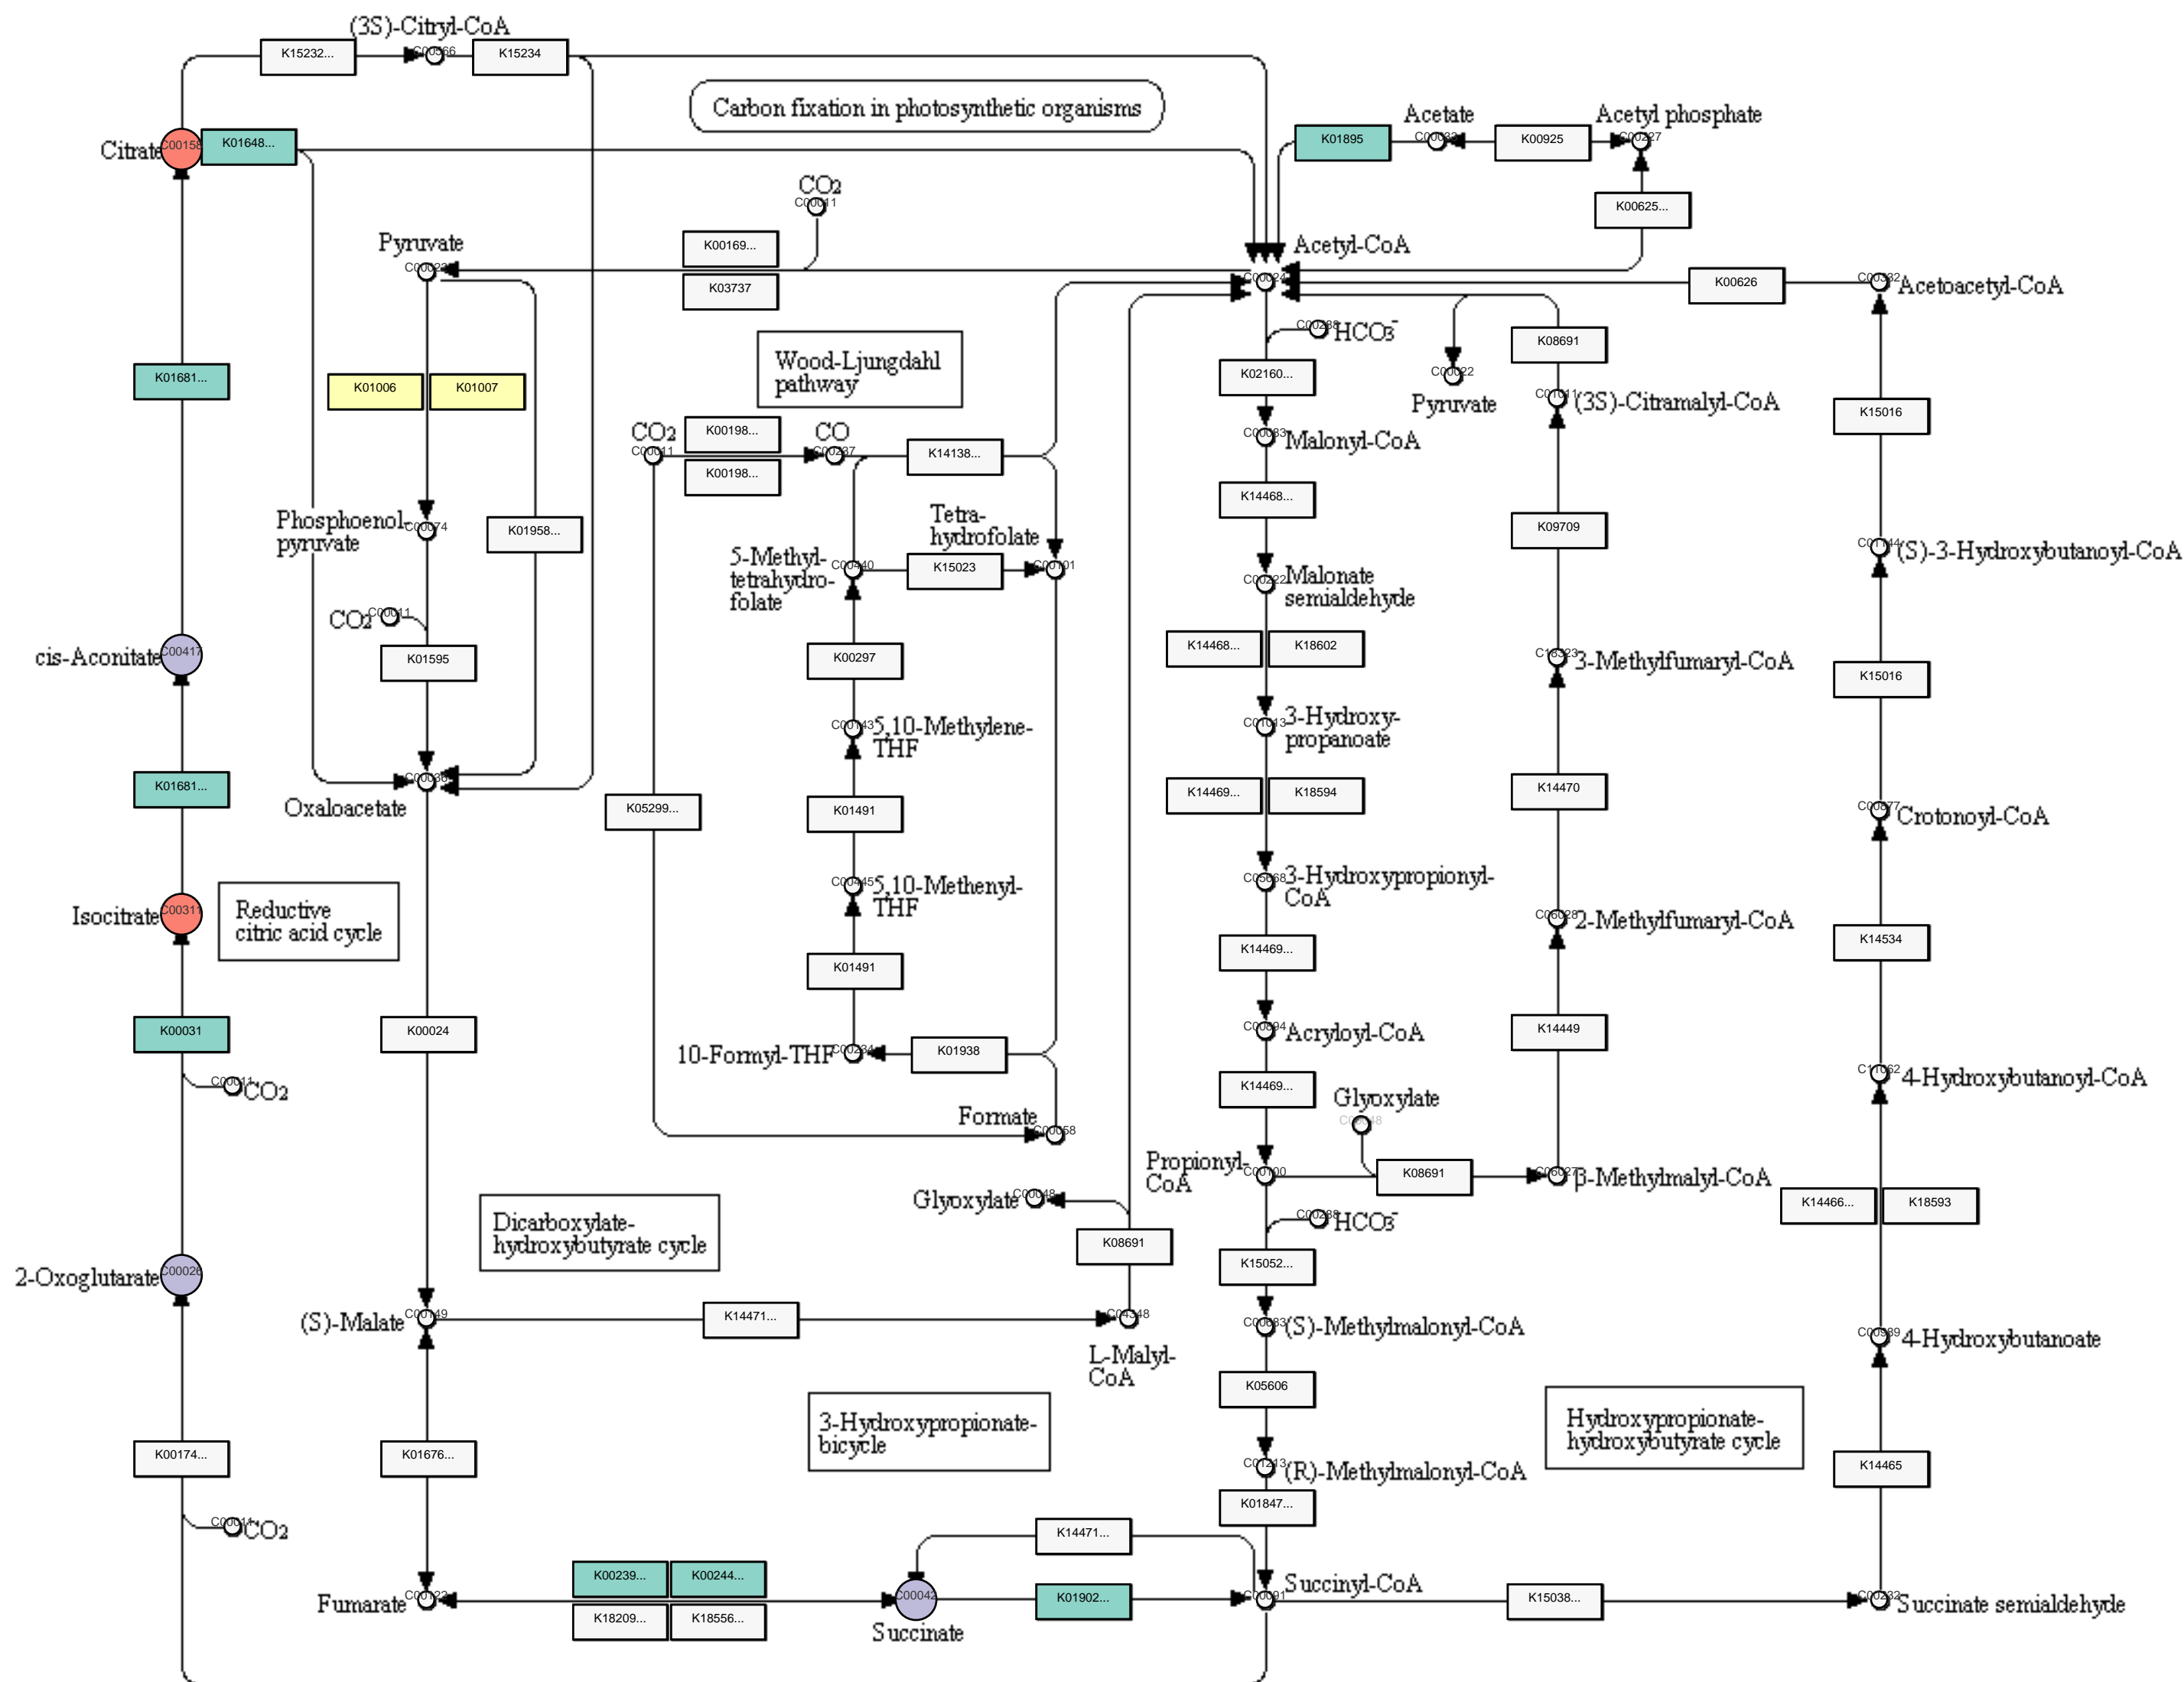 (3S)-Citryl-CoA
K15232...
C00566
K15234
Carbon fixation in photosynthetic organisms
Citrate
C00158
K01648...
K01895
Acetate
C00033
K00925
Acetyl phosphate
C00227
CO2
C00011
K00625...
Pyruvate
C00022
K00169...
K03737
Acetyl-CoA
C00024
K00626
C00332
Acetoacetyl-CoA
C00288
HCO3-
K08691
K01681...
K01006
K01007
Wood-Ljungdahl
pathway
K02160...
C00022
Pyruvate
C01011
(3S)-Citramalyl-CoA
K15016
CO2
C00011
K00198...
K00198...
CO
C00237
K14138...
C00083
Malonyl-CoA
K14468...
K09709
Phosphoenol-
pyruvate
C00074
K01958...
Tetra-
hydrofolate
5-Methyl-
tetrahydro-
folate
C00440
K15023
C00101
C00222
Malonate
semialdehyde
C01144
(S)-3-Hydroxybutanoyl-CoA
CO2
C00011
cis-Aconitate
C00417
K01595
K00297
K14468...
K18602
C18323
3-Methylfumaryl-CoA
K15016
C00143
5,10-Methylene-
THF
C01013
3-Hydroxy-
propanoate
K01681...
C00036
Oxaloacetate
K05299...
K01491
K14469...
K18594
K14470
C00877
Crotonoyl-CoA
C00445
5,10-Methenyl-
THF
C05668
3-Hydroxypropionyl-
CoA
Isocitrate
C00311
Reductive
citric acid cycle
C06028
2-Methylfumaryl-CoA
K01491
K14469...
K14534
K00031
K00024
10-Formyl-THF
C00234
K01938
C00894
Acryloyl-CoA
K14449
C00011
CO2
K14469...
C11062
4-Hydroxybutanoyl-CoA
Formate
C00058
Glyoxylate
C00048
Propionyl-
CoA
C00100
K08691
C06027
β-Methylmalyl-CoA
Glyoxylate
C00048
C00288
HCO3-
K14466...
K18593
Dicarboxylate-
hydroxybutyrate cycle
K08691
K15052...
2-Oxoglutarate
C00026
(S)-Malate
C00149
K14471...
C04348
L-Malyl-
CoA
C00683
(S)-Methylmalonyl-CoA
C00989
4-Hydroxybutanoate
K05606
3-Hydroxypropionate-
bicycle
Hydroxypropionate-
hydroxybutyrate cycle
K00174...
K01676...
C01213
(R)-Methylmalonyl-CoA
K14465
C00011
CO2
K01847...
K14471...
K00239...
K00244...
Fumarate
C00122
K18209...
K18556...
C00042
Succinate
K01902...
C00091
Succinyl-CoA
K15038...
C00232
Succinate semialdehyde